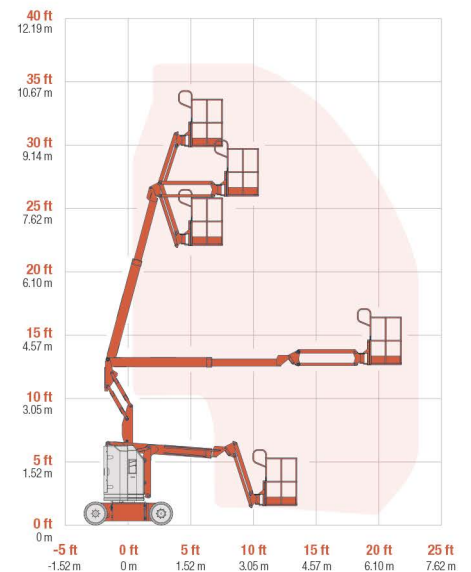 40 ft
12.19 m
35 ft
10.67 m
30 ft
9.14 m
25 ft
7.62 m
20 ft
6.10 m
15 ft
4.57 m
10 ft
3.05 m
5 ft
1.52 m
0 ft
0 m
-5 ft 0 ft 5 ft 10 ft 15 ft 20 ft 25 ft
-1.52 m 0 m 1.52 m 3.05 m 4.57 m 6.10 m 7.62 m